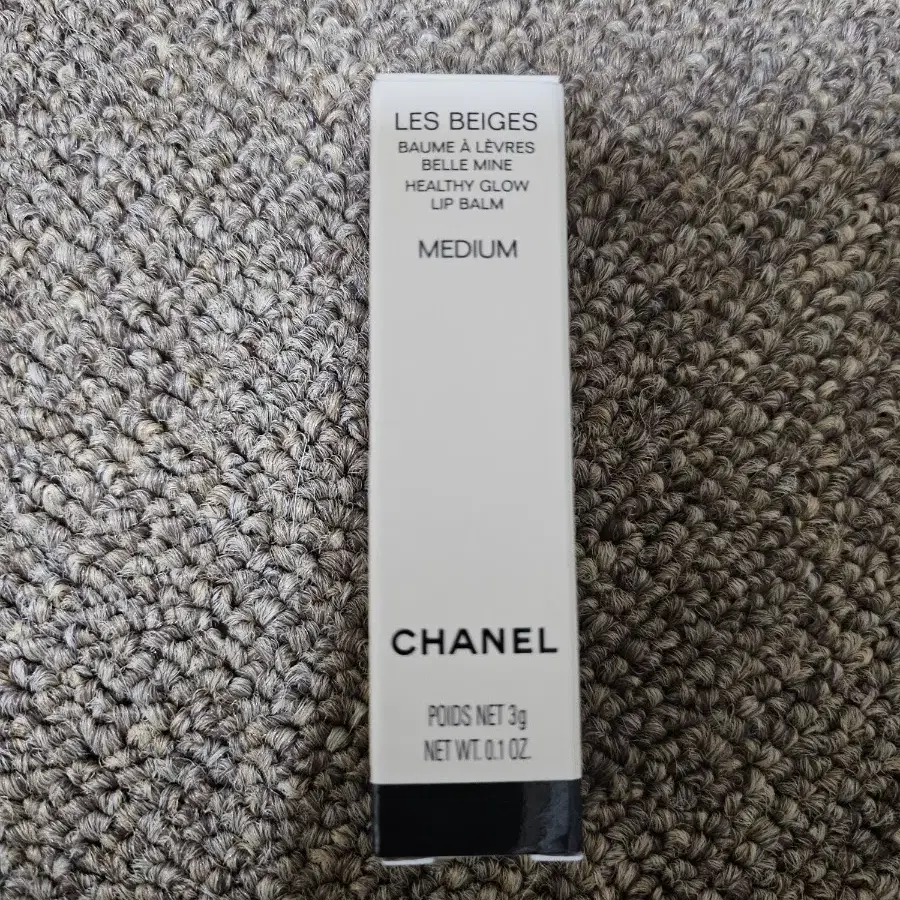 LES BEIGES
BAUME À LÈVRES
BELLE MINE
HEALTHY GLOW
LIP BALM
MEDIUM
CHANEL
POIDS NET 3g
NET WT. 0.1 OZ.